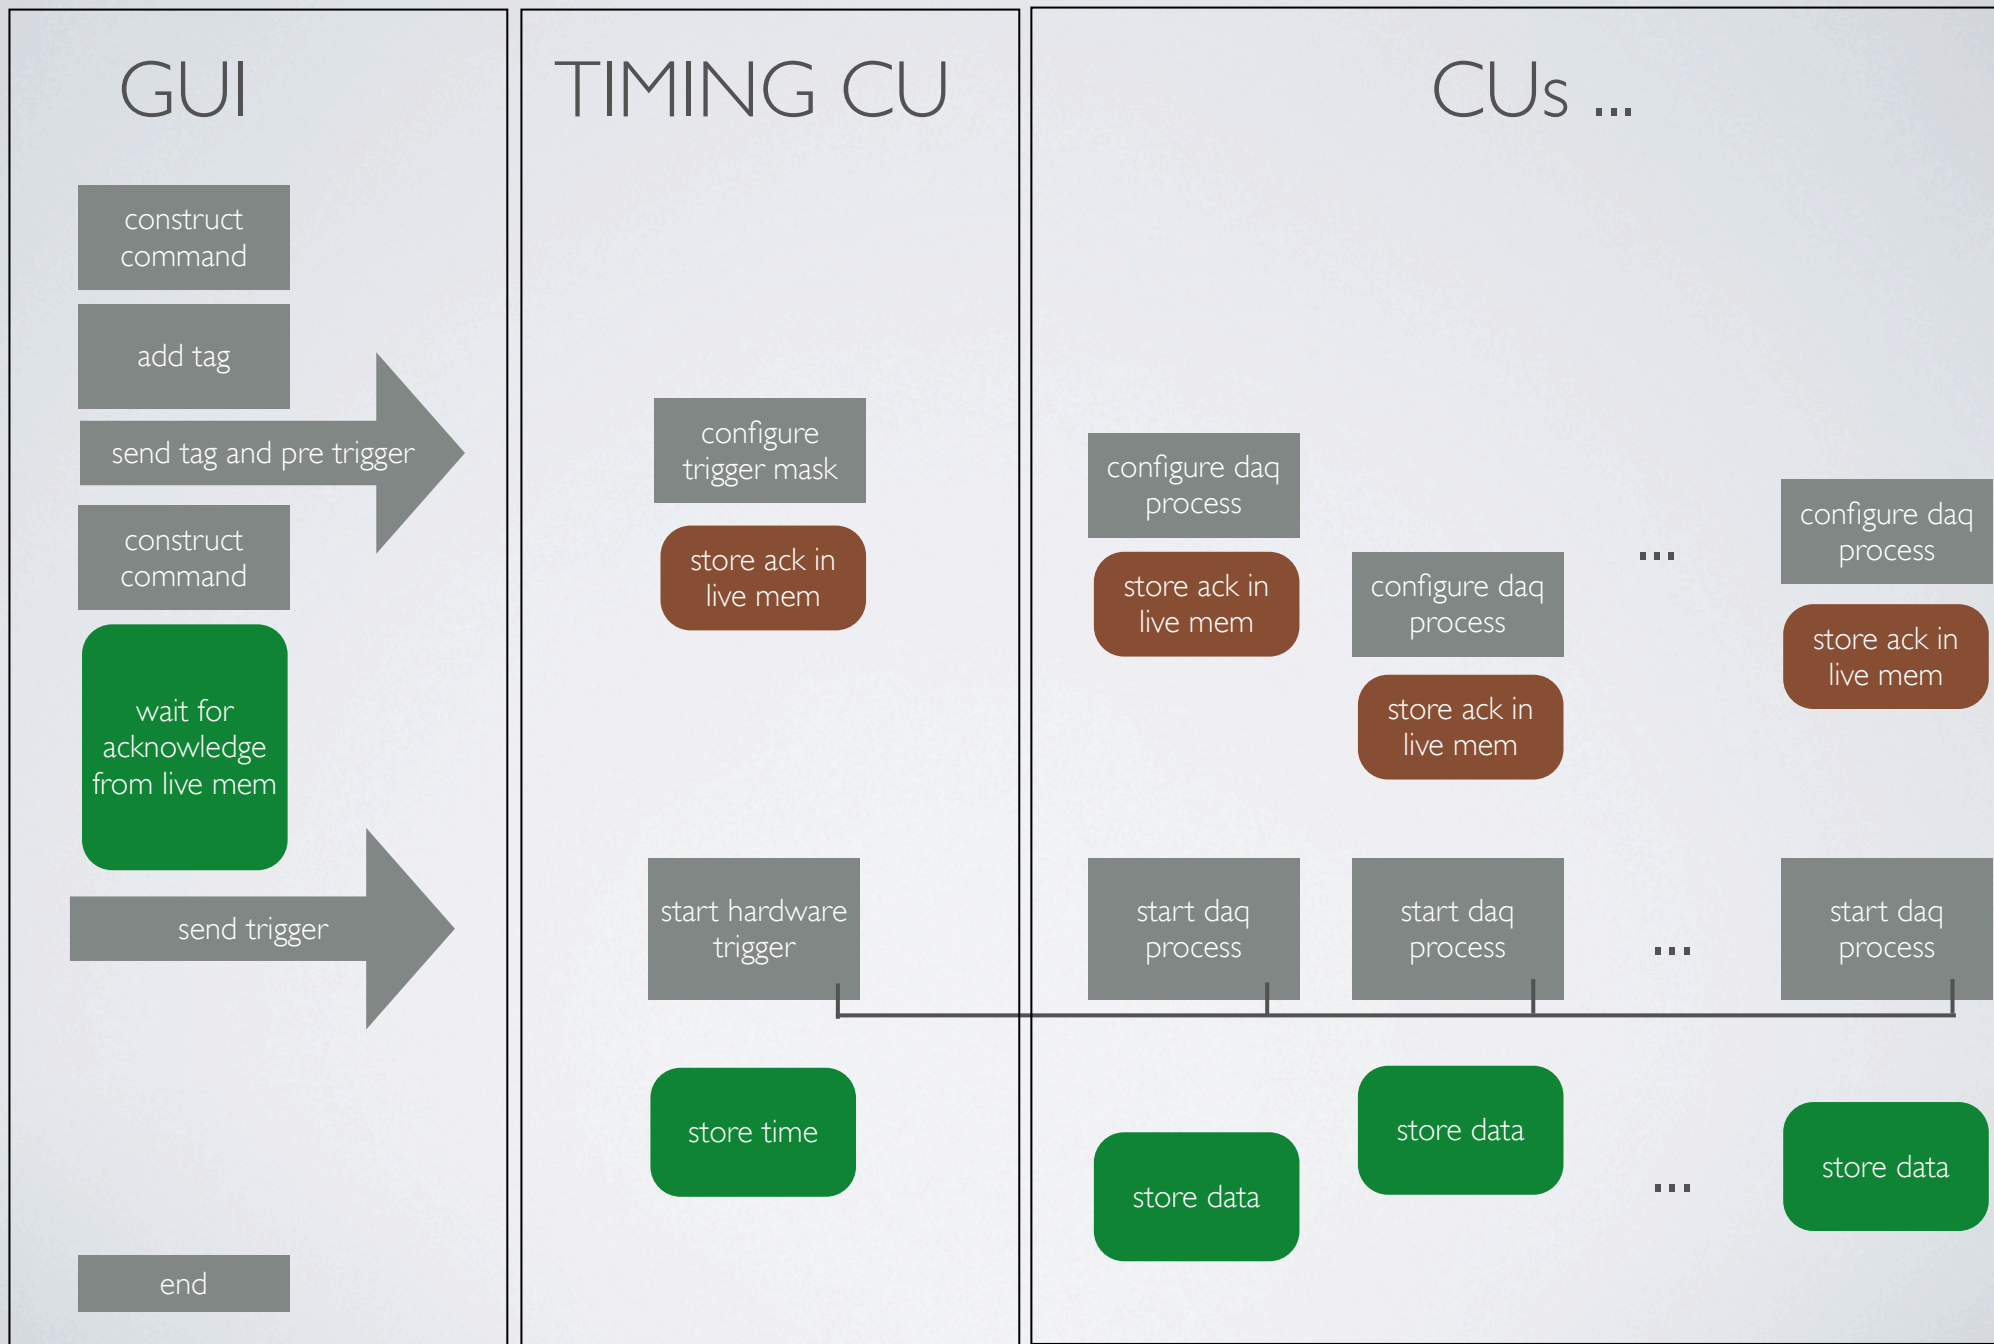 GUI
construct
command
add tag
send tag and pre trigger
construct
command
wait for
acknowledge
from live mem
send trigger
end
TIMING CU
configure
trigger mask
store ack in
live mem
start hardware
trigger
store time
CUs ...
configure daq
process
store ack in
live mem
configure daq
process
store ack in
live mem
...
configure daq
process
store ack in
live mem
start daq
process
start daq
process
...
start daq
process
store data
store data
...
store data